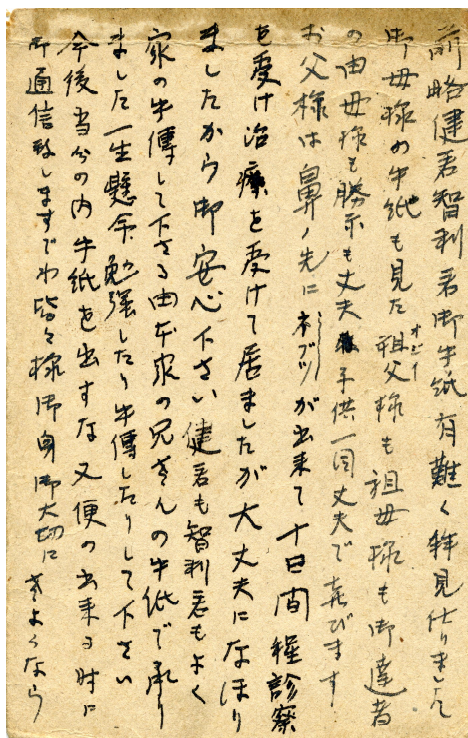 前略健君智利君御手紙有難く拝見仕りました
御母様の手紙も見た祖父様も祖母様も御達者
オジイ
の由母様も勝示も丈夫子供一同丈夫で喜びます
お父様は鼻ノ先にネブツが出来て十日間程診察
を受け治療を受けて居ましたが大丈夫になほり
ましたから御安心下さい健君も智利君もよく
家の手傳して下さる由本家の兄さんの手紙で承り
ました一生懸命勉強したり手傳したりして下さい
今後当分の内手紙を出すな又便の出来る時に
御通信致しますでわ皆々様御身御大切に さよくなら